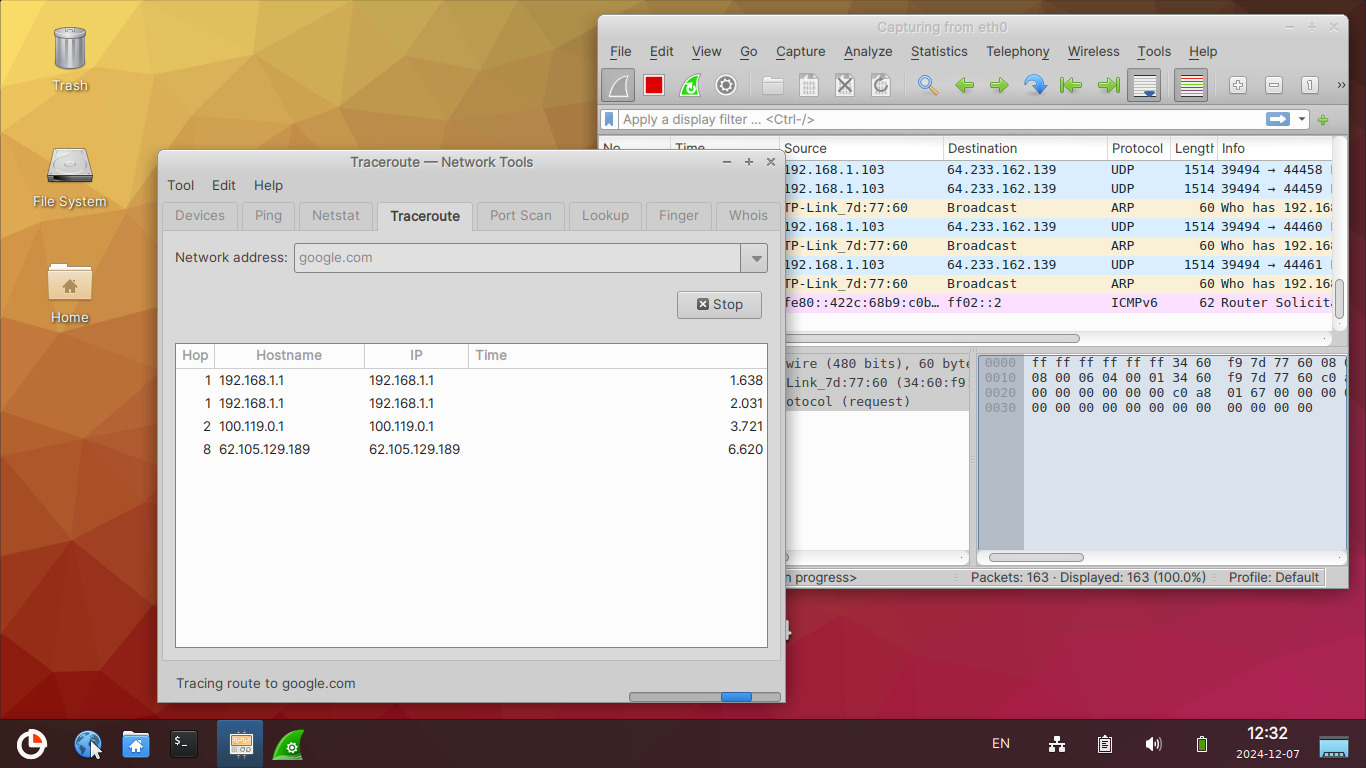 Trash
File System
Home
Capturing from eth0
File Edit View Go Capture Analyze Statistics Telephony Wireless Tools Help
Apply a display filter ... <Ctrl-/>
No. Time Source Destination Protocol Length Info
192.168.1.103 64.233.162.139 UDP 1514 39494 → 44458
192.168.1.103 64.233.162.139 UDP 1514 39494 → 44459
TP-Link_7d:77:60 Broadcast ARP 60 Who has 192.168
192.168.1.103 64.233.162.139 UDP 1514 39494 → 44460
TP-Link_7d:77:60 Broadcast ARP 60 Who has 192.168
192.168.1.103 64.233.162.139 UDP 1514 39494 → 44461
TP-Link_7d:77:60 Broadcast ARP 60 Who has 192.168
fe80::422c:68b9:c0b… ff02::2 ICMPv6 62 Router Solicita
wire (480 bits), 60 byte
Link_7d:77:60 (34:60:f9:
otocol (request)
0000 ff ff ff ff ff ff 34 60 f9 7d 77 60 08
0010 08 00 06 04 00 01 34 60 f9 7d 77 60 c0
0020 00 00 00 00 00 00 c0 a8 01 67 00 00 00
0030 00 00 00 00 00 00 00 00 00 00 00 00
n progress>
Packets: 163 · Displayed: 163 (100.0%)
Profile: Default
Traceroute — Network Tools
Tool Edit Help
Devices Ping Netstat Traceroute Port Scan Lookup Finger Whois
Network address: google.com
Stop
Hop Hostname IP Time
1 192.168.1.1 192.168.1.1 1.638
1 192.168.1.1 192.168.1.1 2.031
2 100.119.0.1 100.119.0.1 3.721
8 62.105.129.189 62.105.129.189 6.620
Tracing route to google.com
EN
12:32
2024-12-07